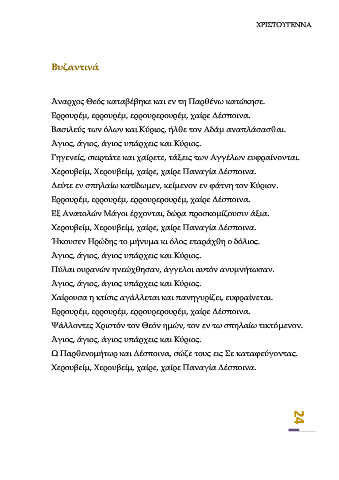 ΧΡΙΣΤΟΥΓΕΝΝΑ
Βυζαντινά
Άναρχος Θεός καταβέβηκε και εν τη Παρθένω κατώκησε.
Ερρουρέμ, ερρουρέμ, ερρουρερουρέμ, χαίρε Δέσποινα.
Βασιλεύς των όλων και Κύριος, ήλθε τον Αδάμ αναπλάσασθαι.
Άγιος, άγιος, άγιος υπάρχεις και Κύριος.
Γηγενείς, σκιρτάτε και χαίρετε, τάξεις των Αγγέλων ευφραίνονται.
Χερουβείμ, Χερουβείμ, χαίρε, χαίρε Παναγία Δέσποινα.
Δεύτε εν σπηλαίω κατίδωμεν, κείμενον εν φάτνη τον Κύριον.
Ερρουρέμ, ερρουρέμ, ερρουρερουρέμ, χαίρε Δέσποινα.
Εξ Ανατολών Μάγοι έρχονται, δώρα προσκομίζουσιν άξια.
Χερουβείμ, Χερουβείμ, χαίρε, χαίρε Παναγία Δέσποινα.
Ήκουσεν Ηρώδης το μήνυμα κι όλος εταράχθη ο δόλιος.
Άγιος, άγιος, άγιος υπάρχεις και Κύριος.
Πύλαι ουρανών ηνεώχθησαν, άγγελοι αυτόν ανυμνήτωσαν.
Άγιος, άγιος, άγιος υπάρχεις και Κύριος.
Χαίρουσα η κτίσις αγάλλεται και πανηγυρίζει, ευφραίνεται.
Ερρουρέμ, ερρουρέμ, ερρουρερουρέμ, χαίρε Δέσποινα.
Ψάλλοντες Χριστόν τον Θεόν ημών, τον εν τω σπηλαίω τικτόμενον.
Άγιος, άγιος, άγιος υπάρχεις και Κύριος.
Ω Παρθενομήτωρ και Δέσποινα, σώζε τους εις Σε καταφεύγοντας.
Χερουβείμ, Χερουβείμ, χαίρε, χαίρε Παναγία Δέσποινα.
24